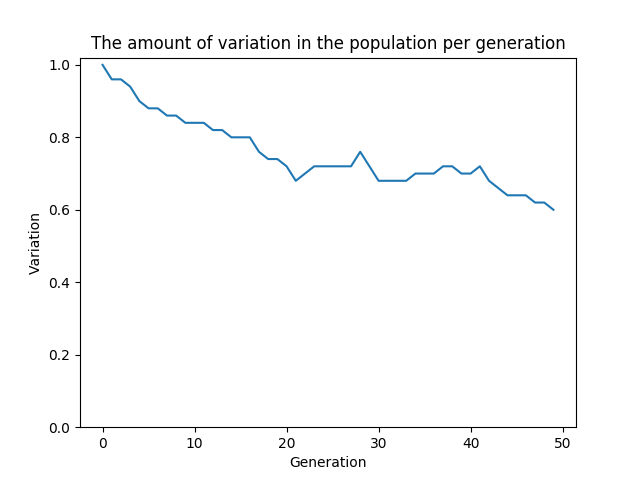 The amount of variation in the population per generation
1.0
0.8
0.6
0.4
0.2
0.0
Variation
0 10 20 30 40 50
Generation